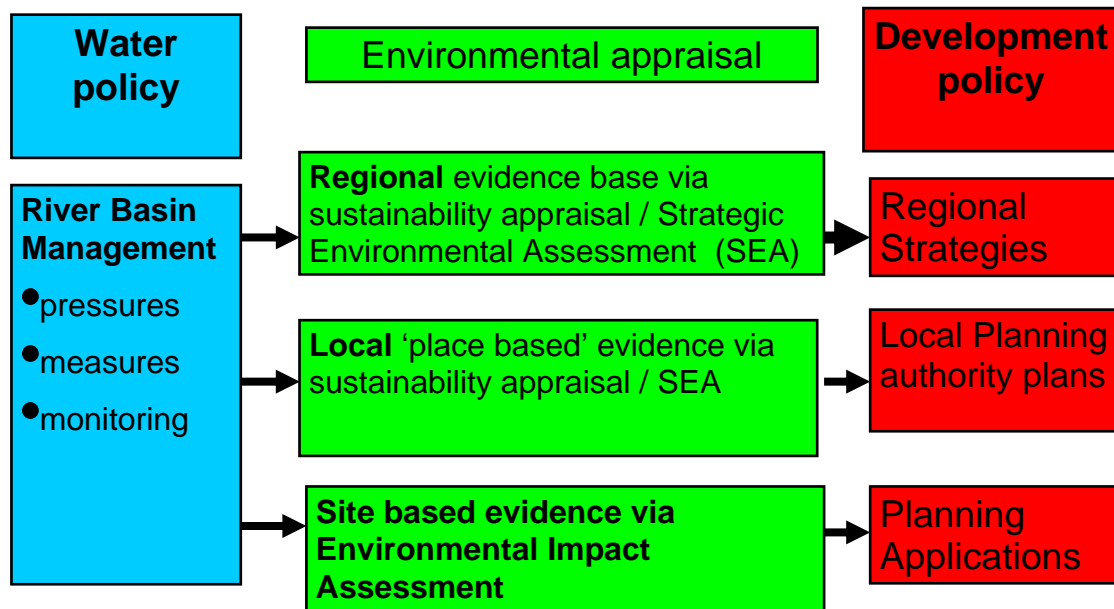 Water
policy
Environmental appraisal
Development
policy
River Basin
Management
●pressures
●measures
●monitoring
Regional evidence base via
sustainability appraisal / Strategic
Environmental Assessment (SEA)
Regional
Strategies
Local ‘place based’ evidence via
sustainability appraisal / SEA
Local Planning
authority plans
Site based evidence via
Environmental Impact
Assessment
Planning
Applications